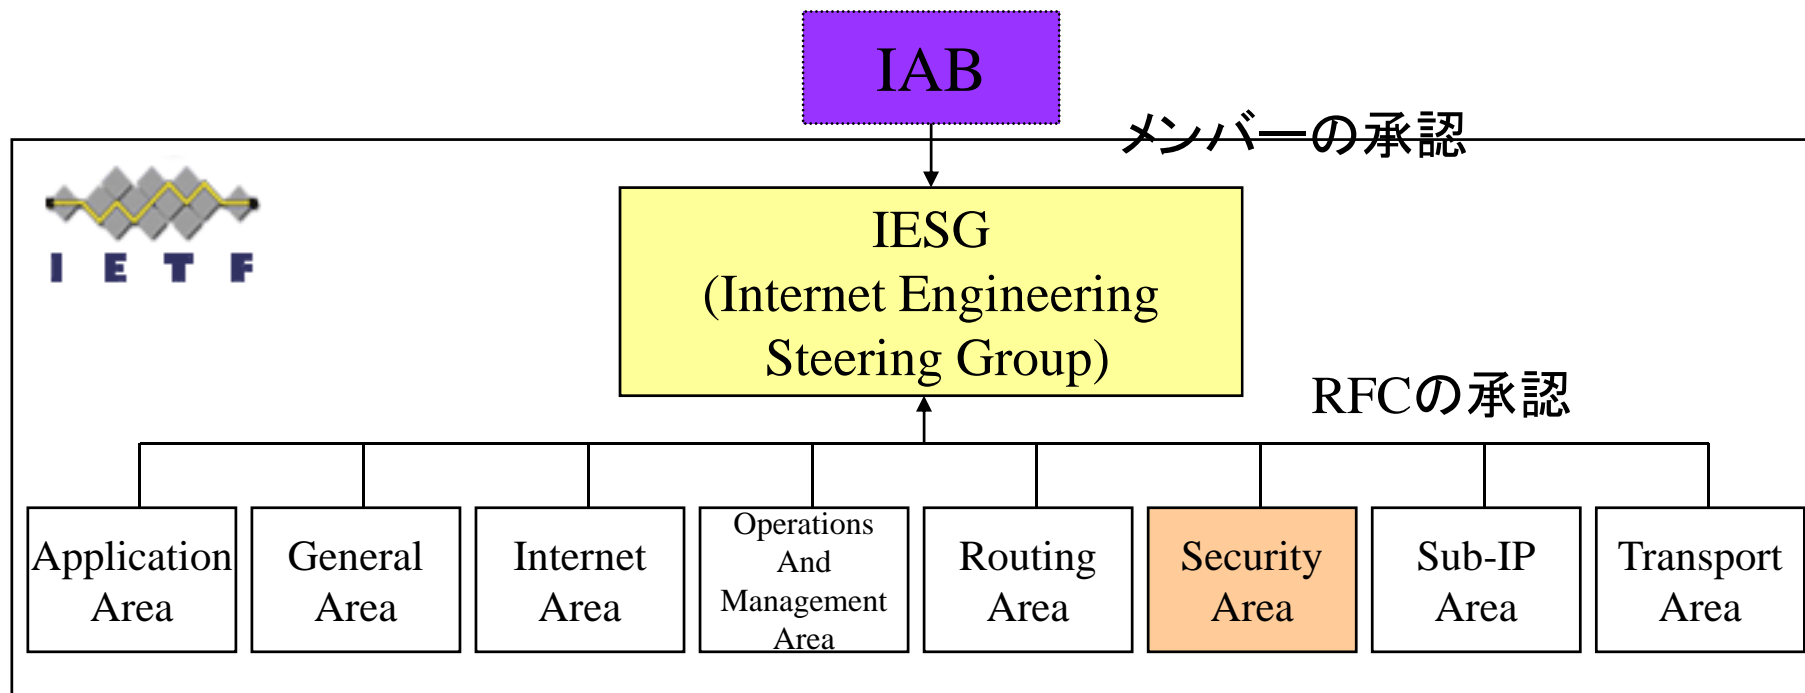 IAB
メンバーの承認
I E T F
IESG
(Internet Engineering
Steering Group)
RFCの承認
Application
Area
General
Area
Internet
Area
Operations
And
Management
Area
Routing
Area
Security
Area
Sub-IP
Area
Transport
Area